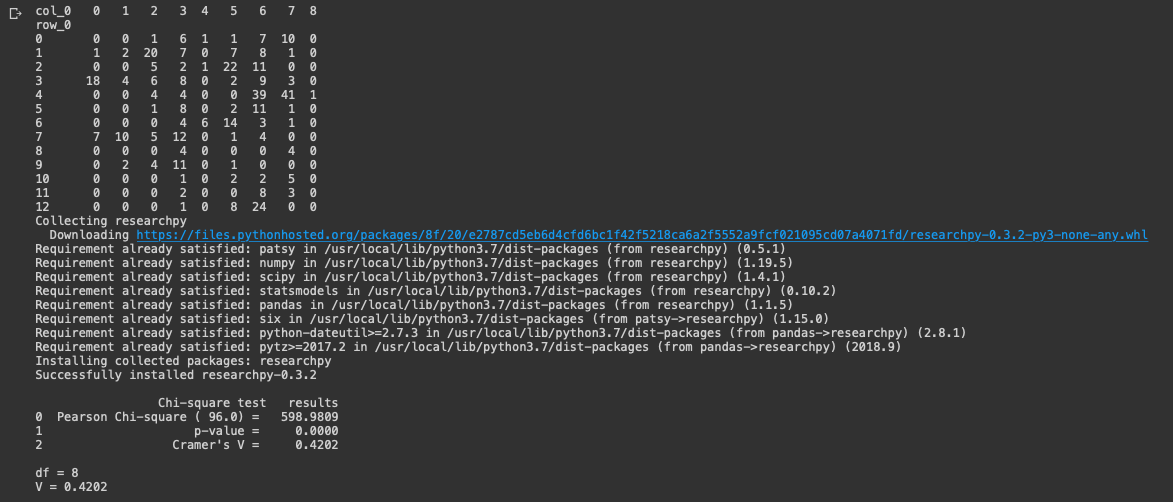 col_0 0 1 2 3 4 5 6 7 8
row_0
0 0 0 1 6 1 1 7 10 0
1 1 2 20 7 0 7 8 1 0
2 0 0 5 2 1 22 11 0 0
3 18 4 6 8 0 2 9 3 0
4 0 0 4 4 0 0 39 41 1
5 0 0 1 8 0 2 11 1 0
6 0 0 0 4 6 14 3 1 0
7 7 10 5 12 0 1 4 0 0
8 0 0 0 4 0 0 0 4 0
9 0 2 4 11 0 1 0 0 0
10 0 0 0 1 0 2 2 5 0
11 0 0 0 2 0 0 8 3 0
12 0 0 0 1 0 8 24 0 0
Collecting researchpy
Downloading https://files.pythonhosted.org/packages/8f/20/e2787cd5eb6d4cfd6bc1f42f5218ca6a2f5552a9fcf021095cd07a4071fd/researchpy-0.3.2-py3-none-any.whl
Requirement already satisfied: patsy in /usr/local/lib/python3.7/dist-packages (from researchpy) (0.5.1)
Requirement already satisfied: numpy in /usr/local/lib/python3.7/dist-packages (from researchpy) (1.19.5)
Requirement already satisfied: scipy in /usr/local/lib/python3.7/dist-packages (from researchpy) (1.4.1)
Requirement already satisfied: statsmodels in /usr/local/lib/python3.7/dist-packages (from researchpy) (0.10.2)
Requirement already satisfied: pandas in /usr/local/lib/python3.7/dist-packages (from researchpy) (1.1.5)
Requirement already satisfied: six in /usr/local/lib/python3.7/dist-packages (from patsy->researchpy) (1.15.0)
Requirement already satisfied: python-dateutil>=2.7.3 in /usr/local/lib/python3.7/dist-packages (from pandas->researchpy) (2.8.1)
Requirement already satisfied: pytz>=2017.2 in /usr/local/lib/python3.7/dist-packages (from pandas->researchpy) (2018.9)
Installing collected packages: researchpy
Successfully installed researchpy-0.3.2
Chi-square test results
0 Pearson Chi-square ( 96.0) = 598.9809
1 p-value = 0.0000
2 Cramer's V = 0.4202
df = 8
V = 0.4202